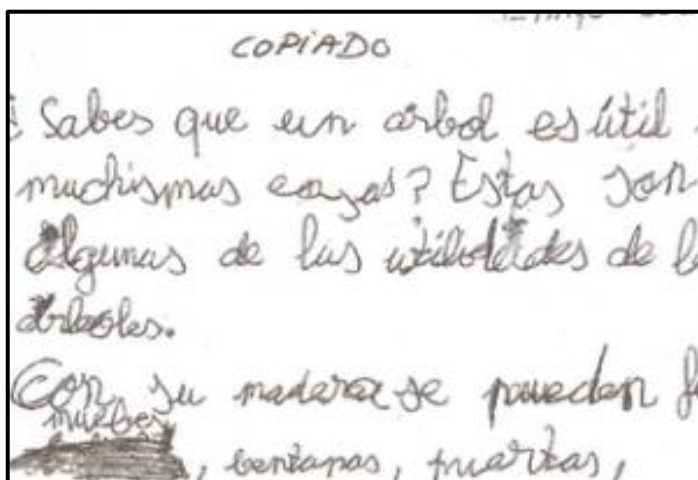 COPiADO
¿Sabes que un arbol es útil
muchismas cosas? Estas son
Algunas de las utilidades de l
árboles.
Con su madera se pueden f
muebles
, bentanas, puertas,